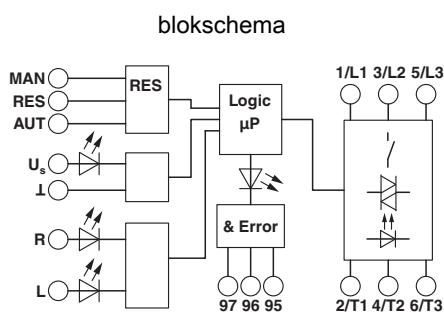 blokschema
1/L1 3/L2 5/L3
MAN
RES
AUT
RES
Logic
µP
Us
⊥
R
L
& Error
97 96 95
2/T1 4/T2 6/T3